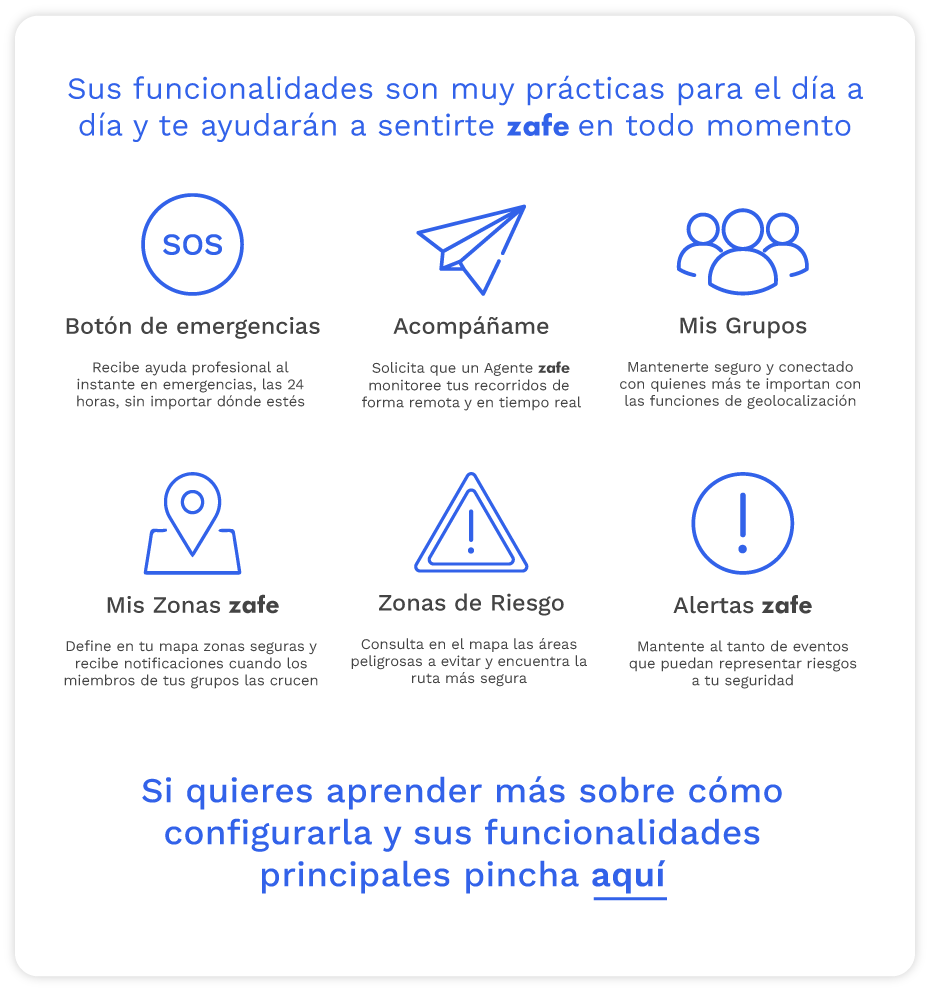 Sus funcionalidades son muy prácticas para el día a
día y te ayudarán a sentirte zafe en todo momento
SOS
Botón de emergencias
Recibe ayuda profesional al
instante en emergencias, las 24
horas, sin importar dónde estés
Acompáñame
Solicita que un Agente zafe
monitoree tus recorridos de
forma remota y en tiempo real
Mis Grupos
Mantenerte seguro y conectado
con quienes más te importan con
las funciones de geolocalización
Mis Zonas zafe
Define en tu mapa zonas seguras y
recibe notificaciones cuando los
miembros de tus grupos las crucen
Zonas de Riesgo
Consulta en el mapa las áreas
peligrosas a evitar y encuentra la
ruta más segura
Alertas zafe
Mantente al tanto de eventos
que puedan representar riesgos
a tu seguridad
Si quieres aprender más sobre cómo
configurarla y sus funcionalidades
principales pincha aquí